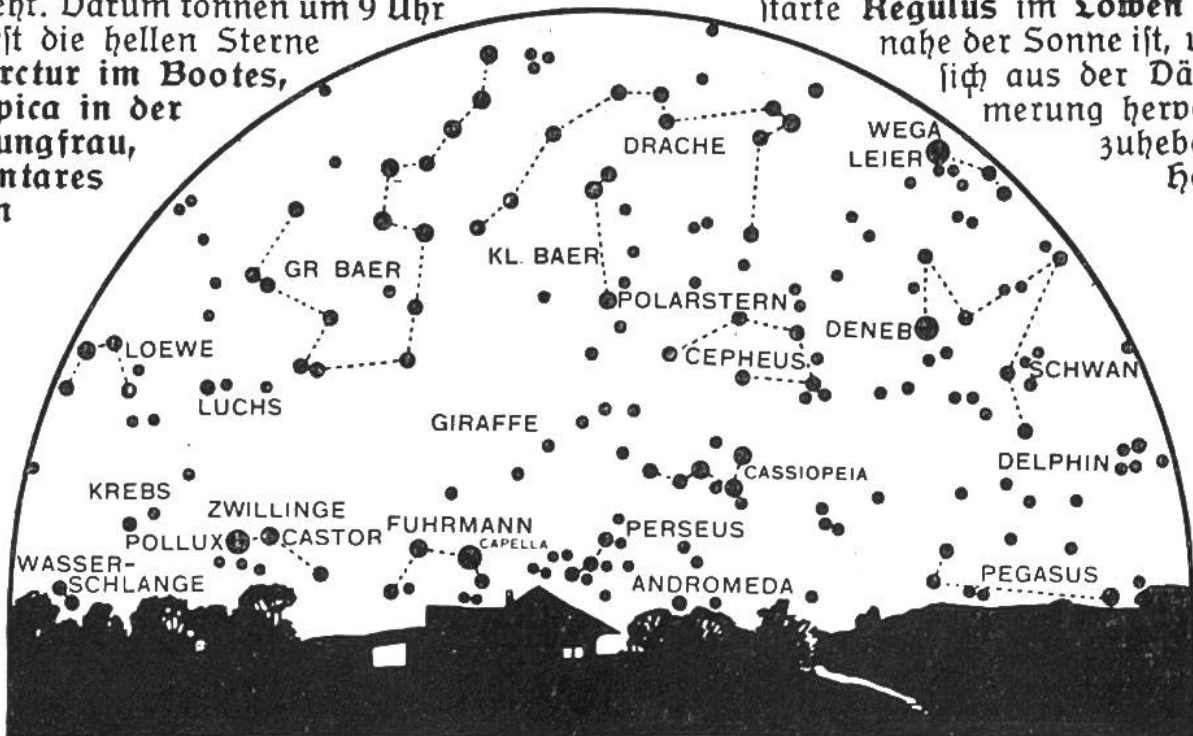 ehr. Darum können um 9 Uhr
st die hellen Sterne
rctur im Bootes,
pica in der
ungfrau,
ntares
n
starke Regulus im Löwen
nahe der Sonne ist,
sich aus der Dä
merung herv
zuheb
h
DRACHE
WEGA
LEIER
GR BAER
KL. BAER
POLARSTERN
DENEB
LOEWE
CEPHEUS
SCHWAN
LUCHS
GIRAFFE
CASSIOPEIA
DELPHIN
KREBS
ZWILLINGE
POLLUX
CASTOR
FUHRMANN
CAPELLA
PERSEUS
WASSER-
SCHLANGE
ANDROMEDA
PEGASUS